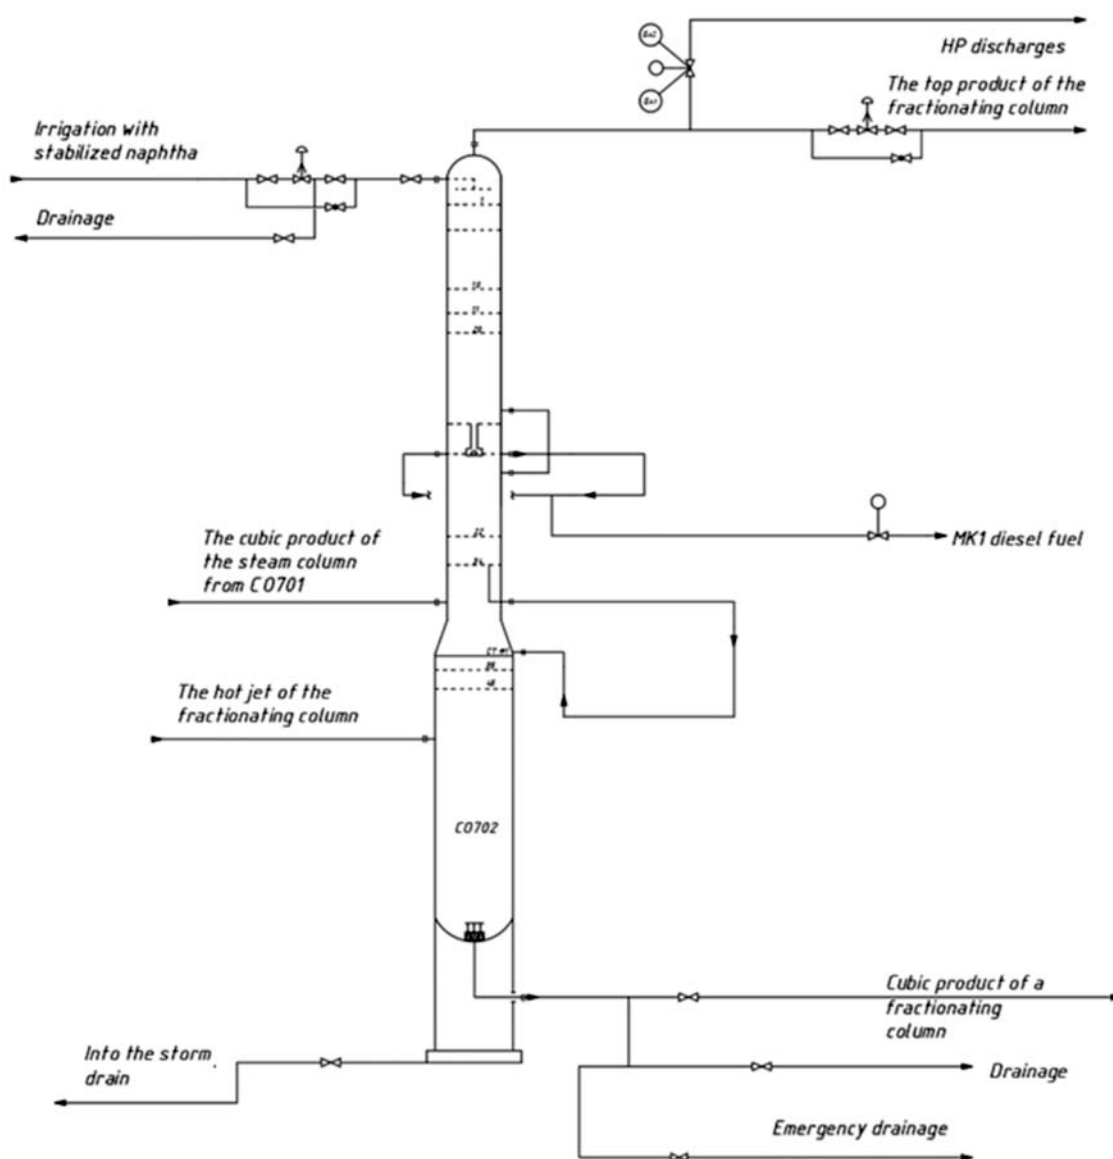 HP discharges
The top product of the
fractionating column
Irrigation with
stabilized naphtha
Drainage
The cubic product of
the steam column
from CO701
MK1 diesel fuel
The hot jet of the
fractionating column
CO702
Cubic product of a
fractionating
column
Into the storm
drain
Drainage
Emergency drainage